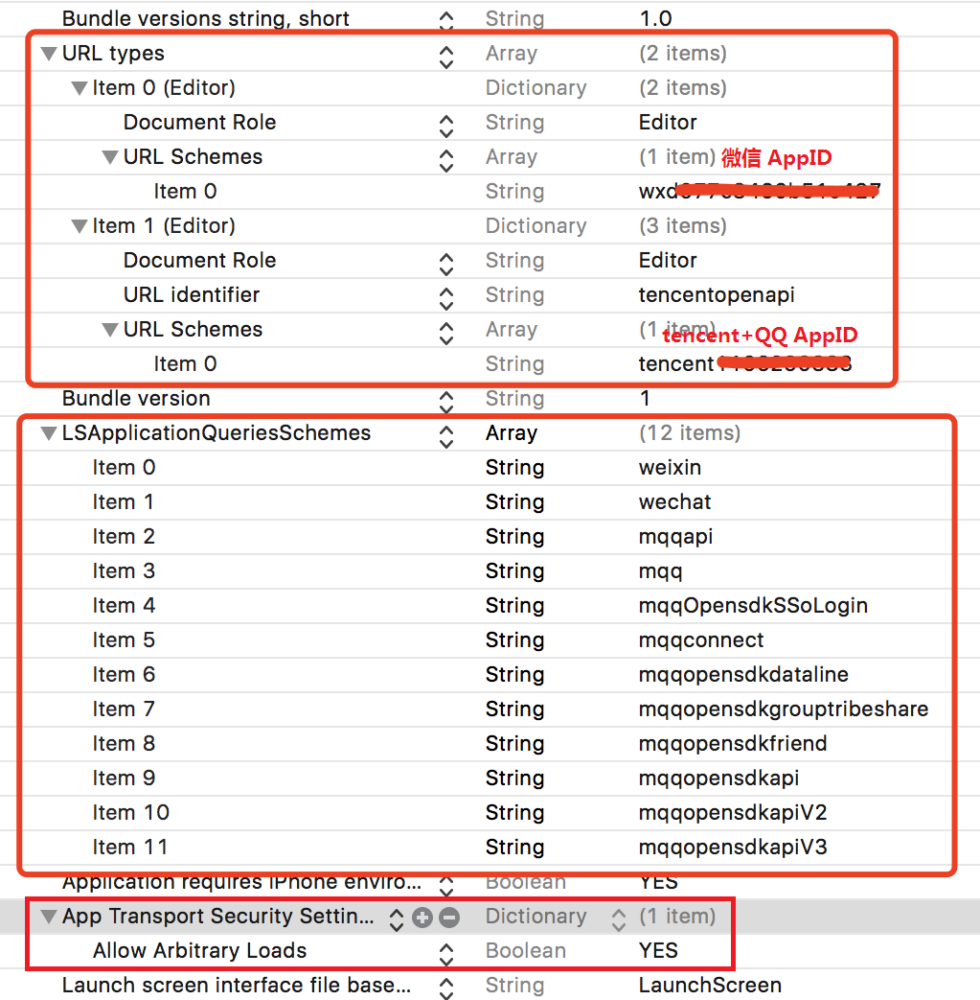 Bundle versions string, short String 1.0
URL types Array (2 items)
Item 0 (Editor) Dictionary (2 items)
Document Role String Editor
URL Schemes Array (1 item) 微信 AppID
Item 0 String
Item 1 (Editor) Dictionary (3 items)
Document Role String Editor
URL identifier String tencentopenapi
URL Schemes Array (1 item)
tencent+QQ AppID
Item 0 String
Bundle version String 1
LSApplicationQueriesSchemes Array (12 items)
Item 0 String weixin
Item 1 String wechat
Item 2 String mqqapi
Item 3 String mqq
Item 4 String mqqOpensdkSSoLogin
Item 5 String mqqconnect
Item 6 String mqqopensdkdataline
Item 7 String mqqopensdkgrouptribeshare
Item 8 String mqqopensdkfriend
Item 9 String mqqopensdkapi
Item 10 String mqqopensdkapiV2
Item 11 String mqqopensdkapiV3
Application requires iPhone enviro... Boolean YES
App Transport Security Settin... Dictionary (1 item)
Allow Arbitrary Loads Boolean YES
Launch screen interface file base... String LaunchScreen